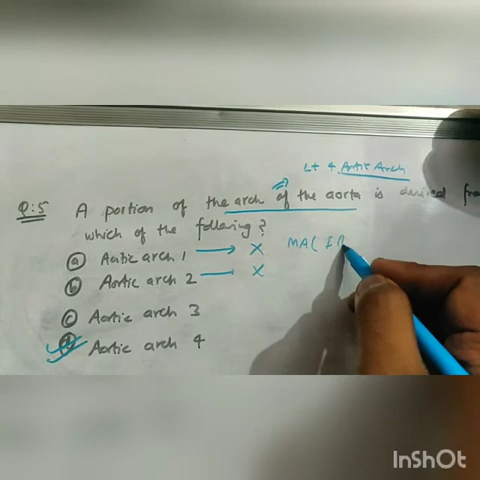 Lt 4 Aortic Arch
Q:5 A portion of the arch of the aorta is derived from
which of the following?
a Aortic arch 1 → X MA( I
b Aortic arch 2 — X
c Aortic arch 3
d Aortic arch 4
InShOt